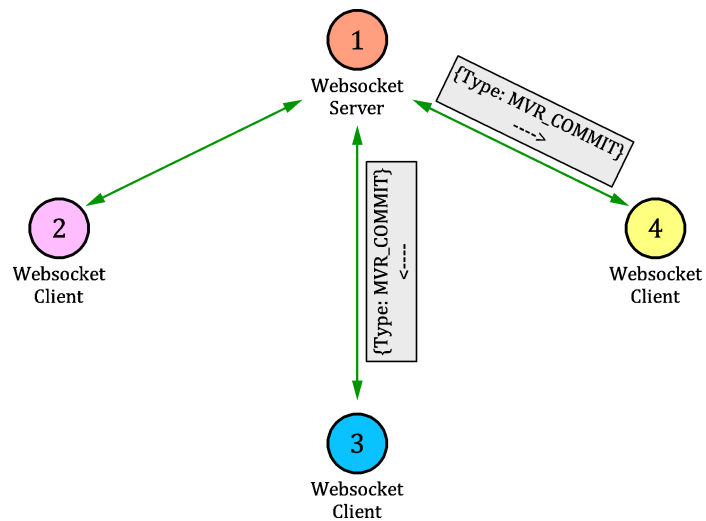 1
Websocket
Server
{Type: MVR_COMMIT}
---->
{Type: MVR_COMMIT}
<----
2
Websocket
Client
4
Websocket
Client
3
Websocket
Client